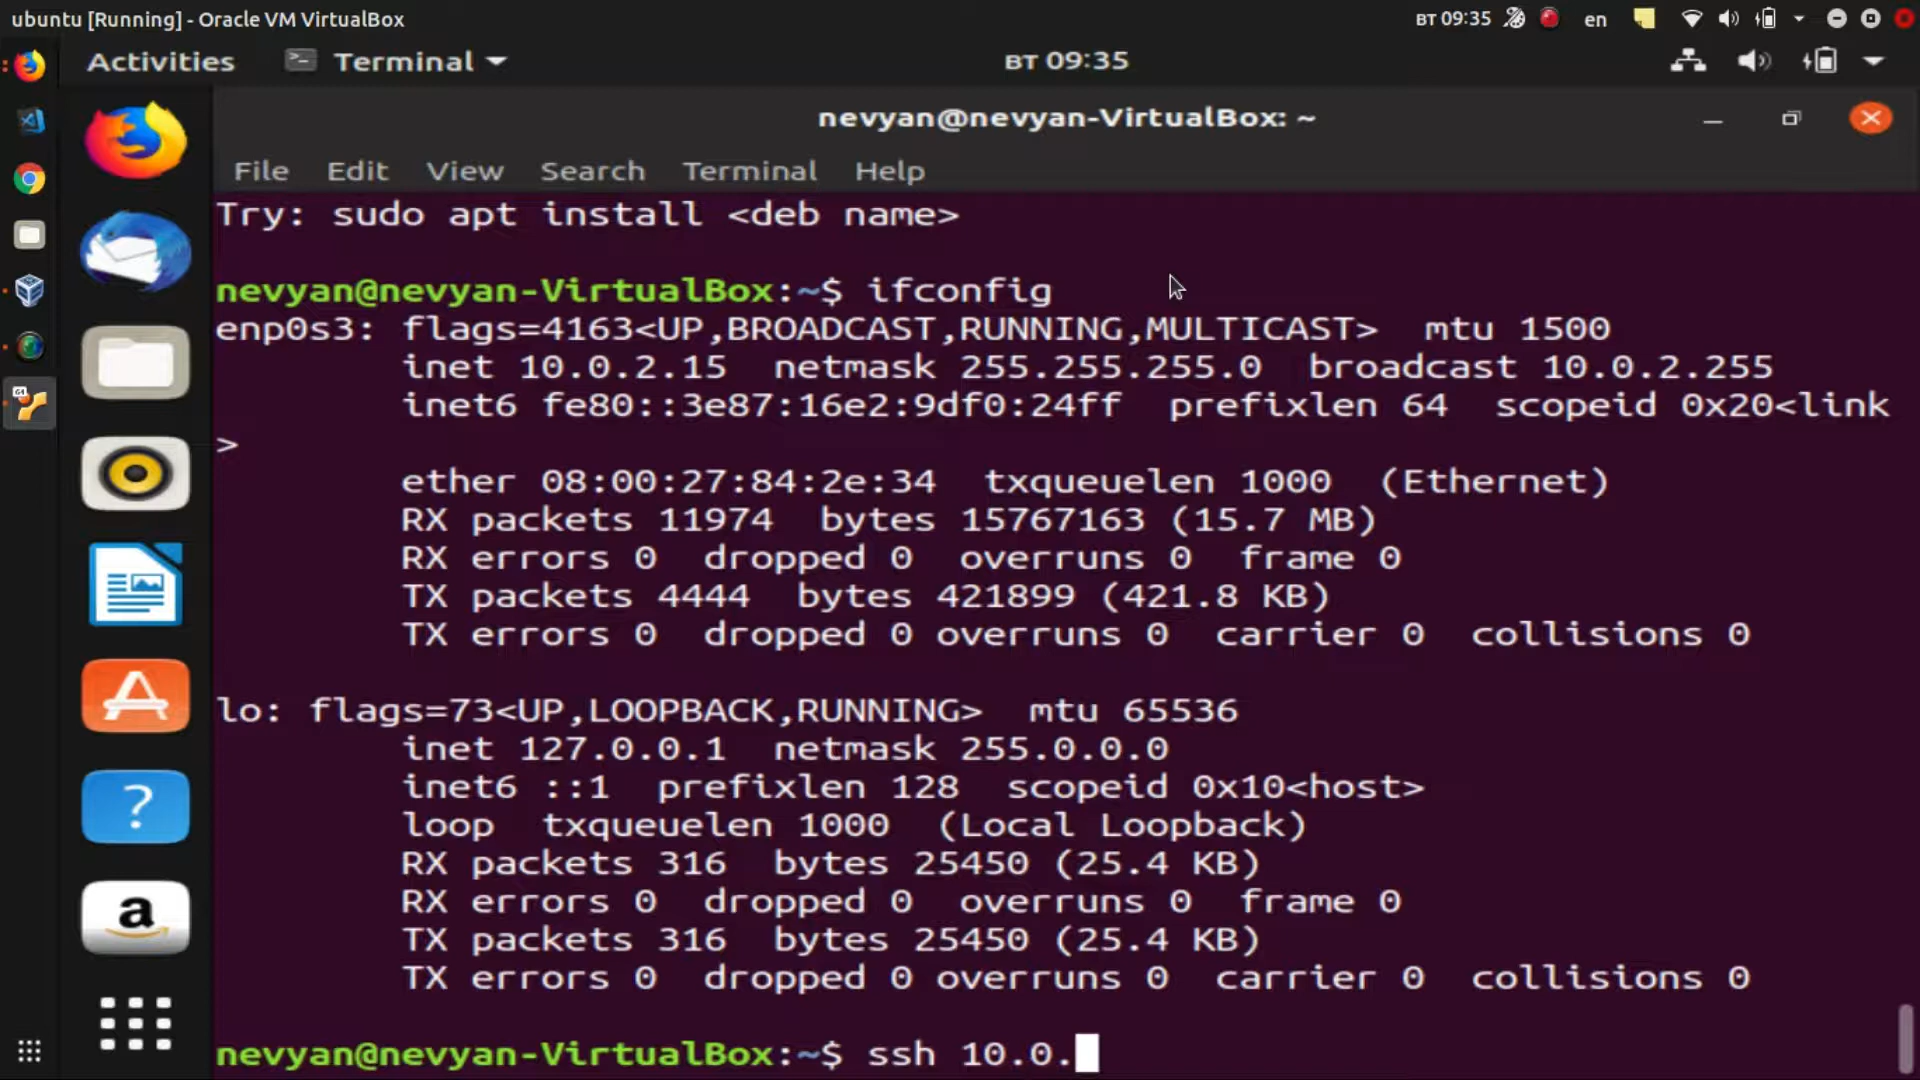 ubuntu [Running] - Oracle VM VirtualBox
вт 09:35
en
Activities
Terminal
вт 09:35
nevyan@nevyan-VirtualBox: ~
File Edit View Search Terminal Help
Try: sudo apt install <deb name>
nevyan@nevyan-VirtualBox:~$ ifconfig
enp0s3: flags=4163<UP,BROADCAST,RUNNING,MULTICAST> mtu 1500
inet 10.0.2.15 netmask 255.255.255.0 broadcast 10.0.2.255
inet6 fe80::3e87:16e2:9df0:24ff prefixlen 64 scopeid 0x20<link
>
ether 08:00:27:84:2e:34 txqueuelen 1000 (Ethernet)
RX packets 11974 bytes 15767163 (15.7 MB)
RX errors 0 dropped 0 overruns 0 frame 0
TX packets 4444 bytes 421899 (421.8 KB)
TX errors 0 dropped 0 overruns 0 carrier 0 collisions 0
lo: flags=73<UP,LOOPBACK,RUNNING> mtu 65536
inet 127.0.0.1 netmask 255.0.0.0
inet6 ::1 prefixlen 128 scopeid 0x10<host>
loop txqueuelen 1000 (Local Loopback)
RX packets 316 bytes 25450 (25.4 KB)
RX errors 0 dropped 0 overruns 0 frame 0
TX packets 316 bytes 25450 (25.4 KB)
TX errors 0 dropped 0 overruns 0 carrier 0 collisions 0
nevyan@nevyan-VirtualBox:~$ ssh 10.0.